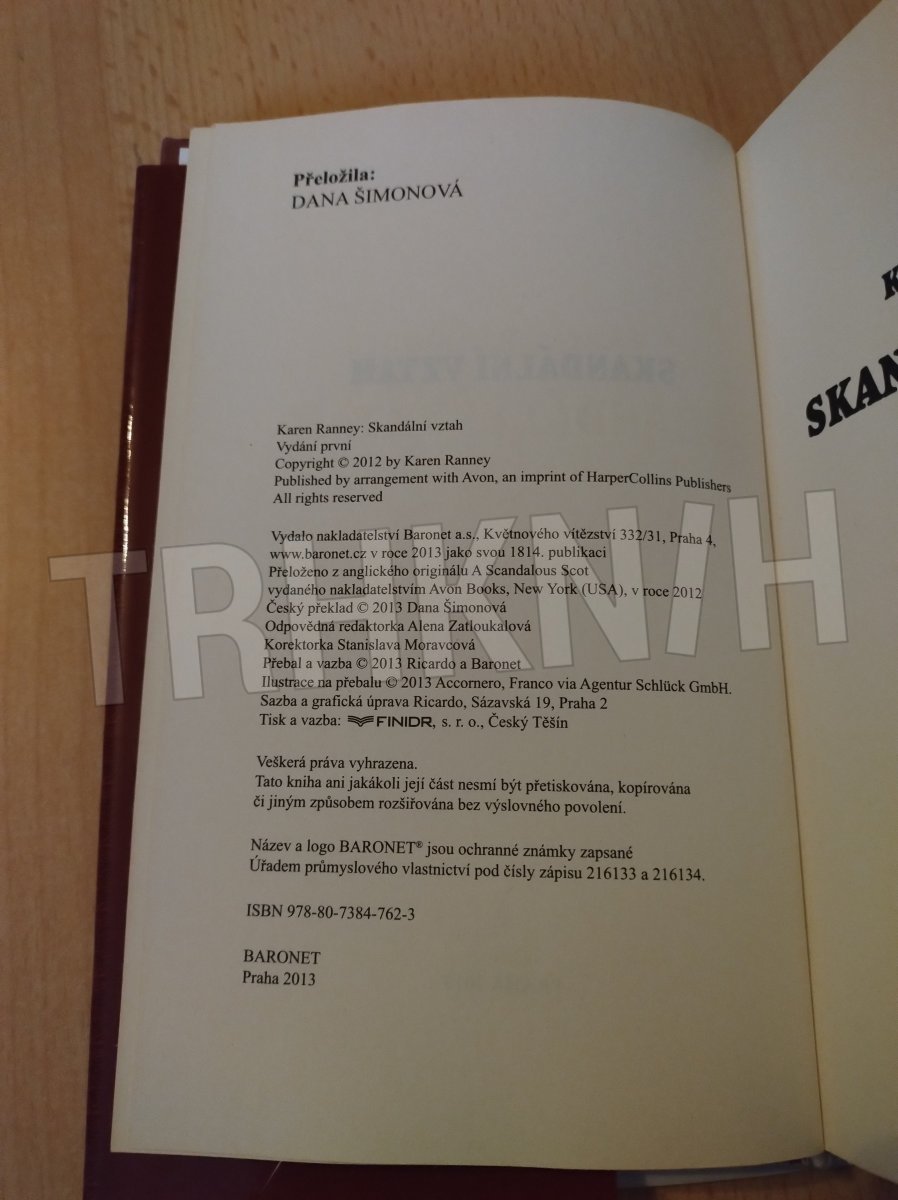 Přeložila:
DANA ŠIMONOVÁ
SKANDÁLNÍ VZTAH
Karen Ranney: Skandální vztah
Vydání první
Copyright © 2012 by Karen Ranney
Published by arrangement with Avon, an imprint of HarperCollins Publishers
All rights reserved
Vydalo nakladatelství Baronet a.s., Květnového vítězství 332/31, Praha 4,
www.baronet.cz v roce 2013 jako svou 1814. publikaci
Přeloženo z anglického originálu A Scandalous Scot
vydaného nakladatelstvím Avon Books, New York (USA), v roce 2012
Český překlad © 2013 Dana Šimonová
Odpovědná redaktorka Alena Zatloukalová
Korektorka Stanislava Moravcová
Přebal a vazba © 2013 Ricardo a Baronet
Ilustrace na přebalu © 2013 Accornero, Franco via Agentur Schlück GmbH.
Sazba a grafická úprava Ricardo, Sázavská 19, Praha 2
Tisk a vazba: FINIDR, s. r. o., Český Těšín
Veškerá práva vyhrazena.
Tato kniha ani jakákoli její část nesmí být přetiskována, kopírována
či jiným způsobem rozšiřována bez výslovného povolení.
Název a logo BARONET® jsou ochranné známky zapsané
Úřadem průmyslového vlastnictví pod čísly zápisu 216133 a 216134.
ISBN 978-80-7384-762-3
BARONET
Praha 2013
K
SKAN
TRHKNIH